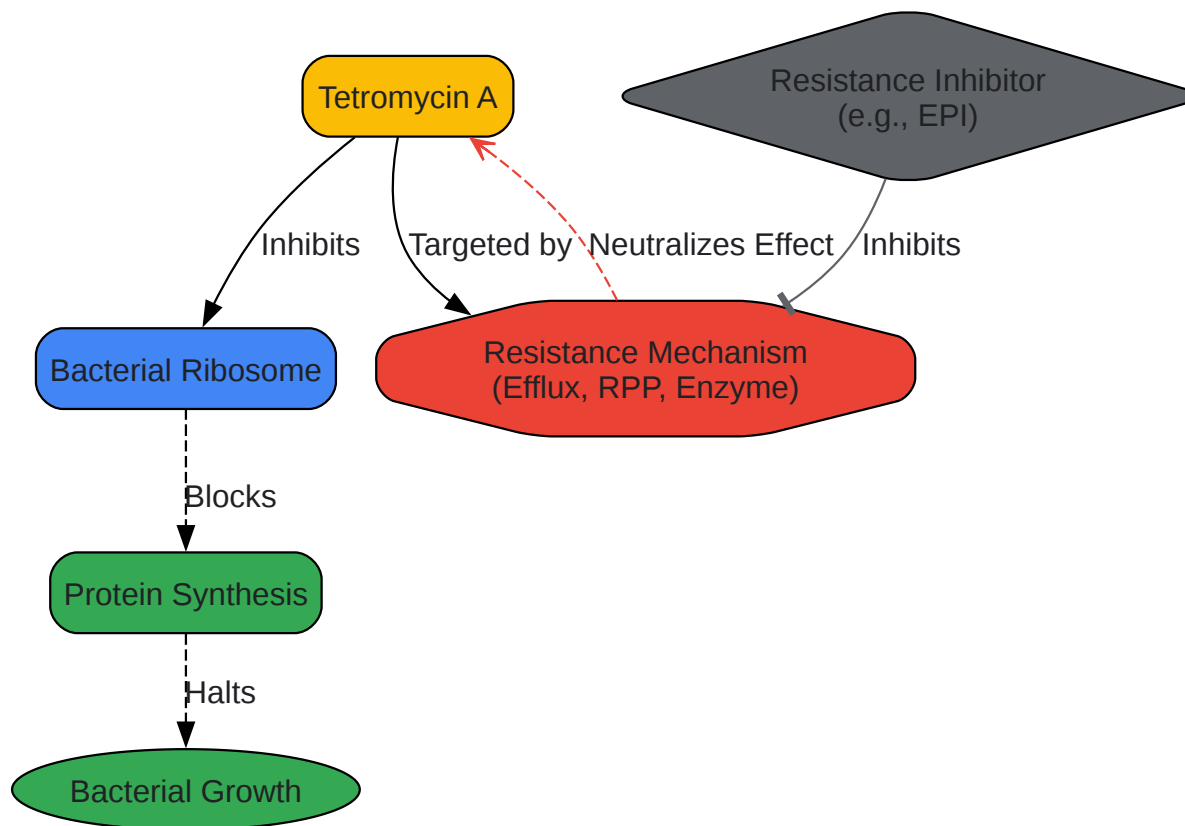 Tetromycin A
Resistance Inhibitor
(e.g., EPI)
Inhibits
Targeted by
Neutralizes Effect
Inhibits
Bacterial Ribosome
Resistance Mechanism
(Efflux, RPP, Enzyme)
Blocks
Protein Synthesis
Halts
Bacterial Growth